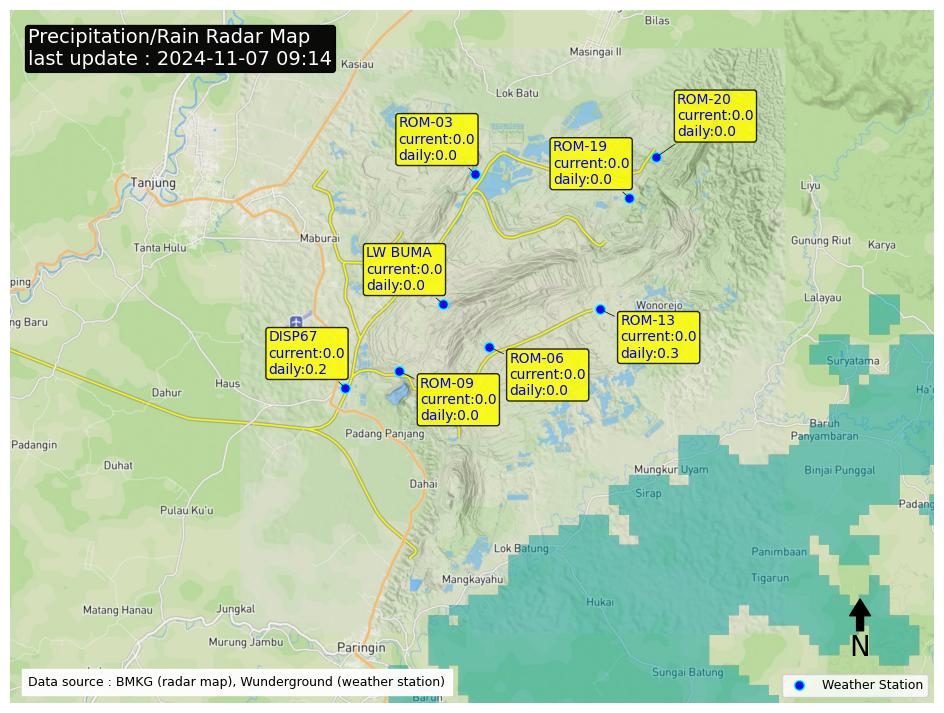 Precipitation/Rain Radar Map
last update : 2024-11-07 09:14
Bilas
Masingai II
Kasiau
Lok Batu
ROM-20
current:0.0
daily:0.0
ROM-03
current:0.0
daily:0.0
ROM-19
current:0.0
daily:0.0
Tanjung
Liyu
Maburai
Tanta Hulu
Gunung Riut
Karya
LW BUMA
current:0.0
daily:0.0
ping
Lalayau
Wonorejo
ng Baru
ROM-13
current:0.0
daily:0.3
DISP67
current:0.0
daily:0.2
ROM-06
current:0.0
daily:0.0
Suryatama
Haus
ROM-09
current:0.0
daily:0.0
Dahur
Ha'
Baruh
Panyambaran
Padang Panjang
Padangin
Duhat
Mungkur Uyam
Binjai Punggal
Dahai
Sirap
Padang
Pulau Ku'u
Lok Batung
Panimbaan
Mangkayahu
Tigarun
Hukai
Matang Hanau
Jungkal
Murung Jambu
Paringin
N
Sungai Batung
Data source : BMKG (radar map), Wunderground (weather station)
Weather Station
Barun